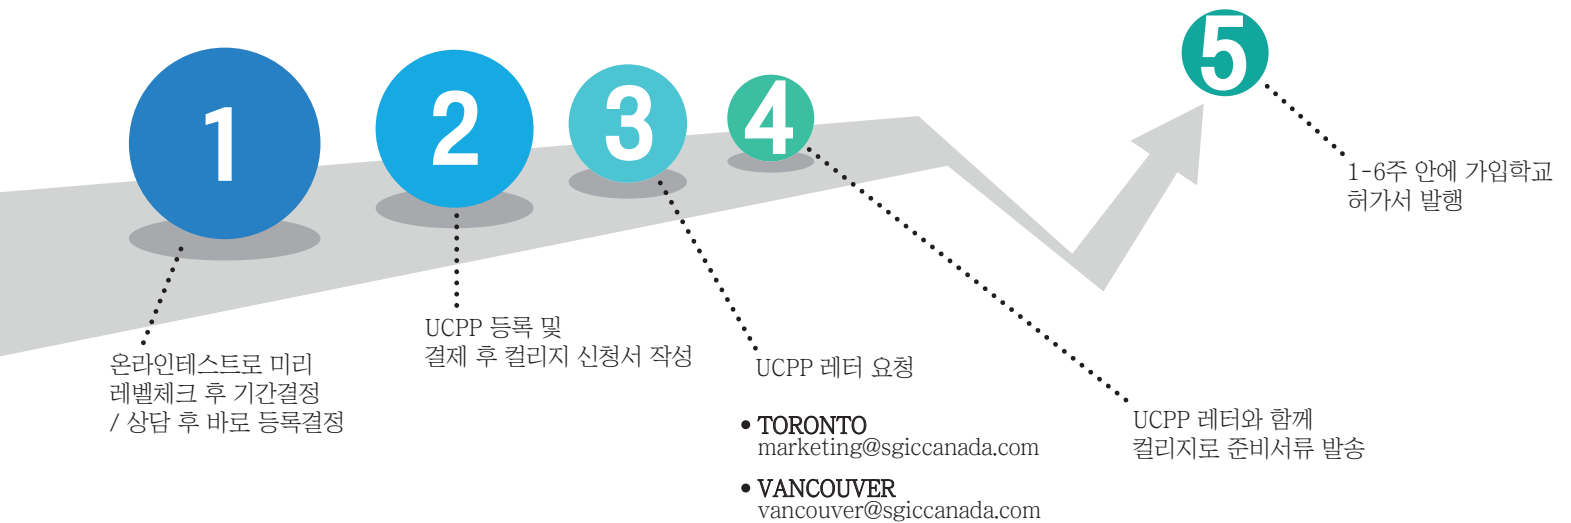 1
온라인테스트로 미리
레벨체크 후 기간결정
/ 상담 후 바로 등록결정
2
UCPP 등록 및
결제 후 컬리지 신청서 작성
3
UCPP 레터 요청
• TORONTO
marketing@sgiccanada.com
• VANCOUVER
vancouver@sgiccanada.com
4
UCPP 레터와 함께
컬리지로 준비서류 발송
5
1-6주 안에 가입학교
허가서 발행